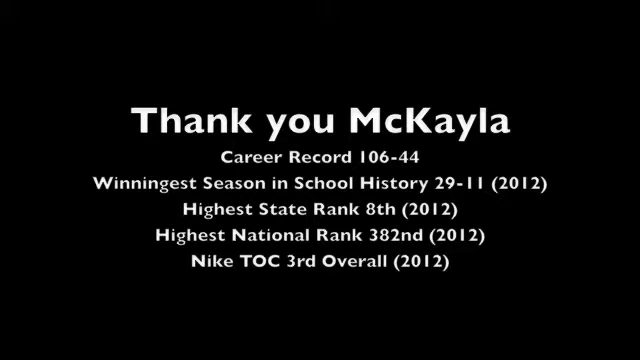 Thank you McKayla
Career Record 106-44
Winningest Season in School History 29-11 (2012)
Highest State Rank 8th (2012)
Highest National Rank 382nd (2012)
Nike TOC 3rd Overall (2012)